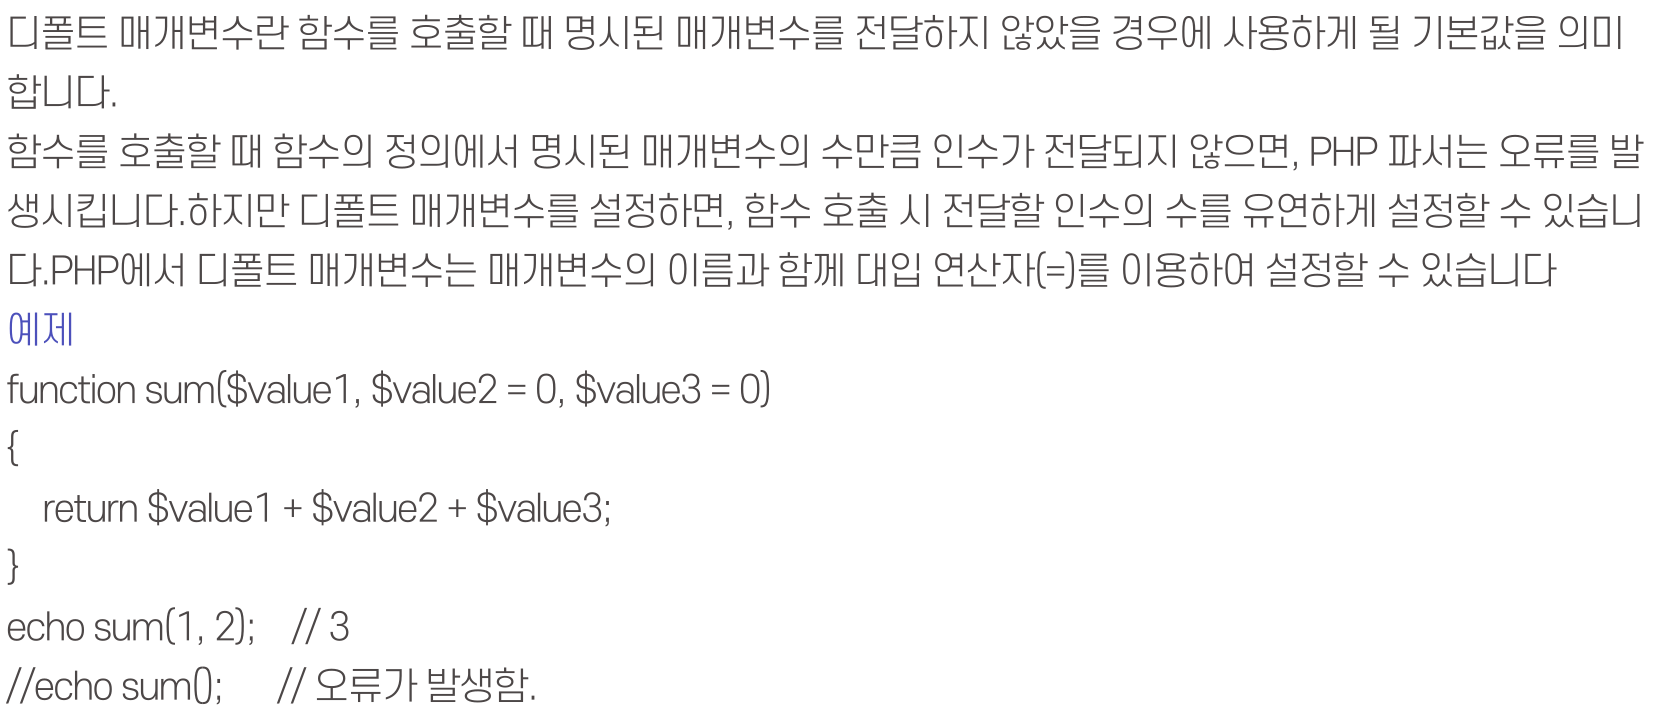 디폴트 매개변수란 함수를 호출할 때 명시된 매개변수를 전달하지 않았을 경우에 사용하게 될 기본값을 의미
합니다.
함수를 호출할 때 함수의 정의에서 명시된 매개변수의 수만큼 인수가 전달되지 않으면, PHP 파서는 오류를 발
생시킵니다.하지만 디폴트 매개변수를 설정하면, 함수 호출 시 전달할 인수의 수를 유연하게 설정할 수 있습니
다.PHP에서 디폴트 매개변수는 매개변수의 이름과 함께 대입 연산자(=)를 이용하여 설정할 수 있습니다
예제
function sum($value1, $value2 = 0, $value3 = 0)
{
    return $value1 + $value2 + $value3;
}
echo sum(1, 2);    // 3
//echo sum();      // 오류가 발생함.